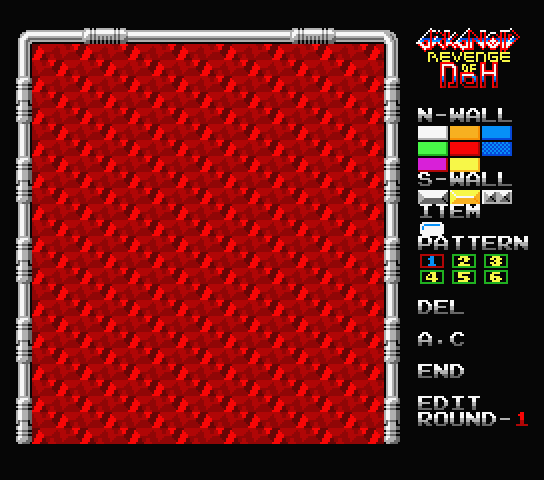 ARKANOID
REVENGE
OF
DOH
N-WALL
S-WALL
ITEM
PATTERN
1 2 3
4 5 6
DEL
A.C
END
EDIT
ROUND-1